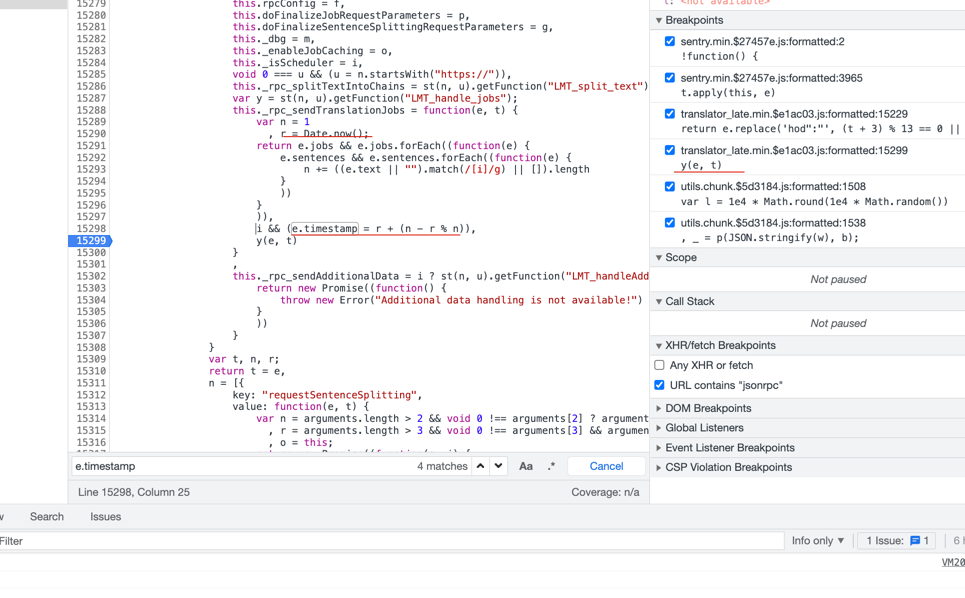 15279 this.rpcConfig = f,
15280 this.doFinalizeJobRequestParameters = p,
15281 this.doFinalizeSentenceSplittingRequestParameters = g,
15282 this._dbg = m,
15283 this._enableJobCaching = o,
15284 this._isScheduler = i,
15285 void 0 === u && (u = n.startsWith("https://")),
15286 this._rpc_splitTextIntoChains = st(n, u).getFunction("LMT_split_text")
15287 var y = st(n, u).getFunction("LMT_handle_jobs");
15288 this._rpc_sendTranslationJobs = function(e, t) {
15289 var n = 1
15290 , r = Date.now();
15291 return e.jobs && e.jobs.forEach((function(e) {
15292 e.sentences && e.sentences.forEach((function(e) {
15293 n += ((e.text || "").match(/[i]/g) || []).length
15294 }
15295 ))
15296 }
15297 )),
15298 i && (e.timestamp = r + (n - r % n)),
15299 y(e, t)
15300 }
15301 ,
15302 this._rpc_sendAdditionalData = i ? st(n, u).getFunction("LMT_handleAdd
15303 return new Promise((function() {
15304 throw new Error("Additional data handling is not available!")
15305 }
15306 ))
15307 }
15308 }
15309 var t, n, r;
15310 return t = e,
15311 n = [{
15312 key: "requestSentenceSplitting",
15313 value: function(e, t) {
15314 var n = arguments.length > 2 && void 0 !== arguments[2] ? argument
15315 , r = arguments.length > 3 && void 0 !== arguments[3] && argumen
15316 , o = this;
e.timestamp 4 matches Aa .* Cancel
Line 15298, Column 25 Coverage: n/a
t: <not available>
Breakpoints
sentry.min.$27457e.js:formatted:2
!function() {
sentry.min.$27457e.js:formatted:3965
t.apply(this, e)
translator_late.min.$e1ac03.js:formatted:15229
return e.replace('hod":"', (t + 3) % 13 == 0 ||
translator_late.min.$e1ac03.js:formatted:15299
y(e, t)
utils.chunk.$5d3184.js:formatted:1508
var l = 1e4 * Math.round(1e4 * Math.random())
utils.chunk.$5d3184.js:formatted:1538
, _ = p(JSON.stringify(w), b);
Scope
Not paused
Call Stack
Not paused
XHR/fetch Breakpoints
Any XHR or fetch
URL contains "jsonrpc"
DOM Breakpoints
Global Listeners
Event Listener Breakpoints
CSP Violation Breakpoints
Search Issues
Filter Info only ▼ 1 Issue: 1 6
VM20